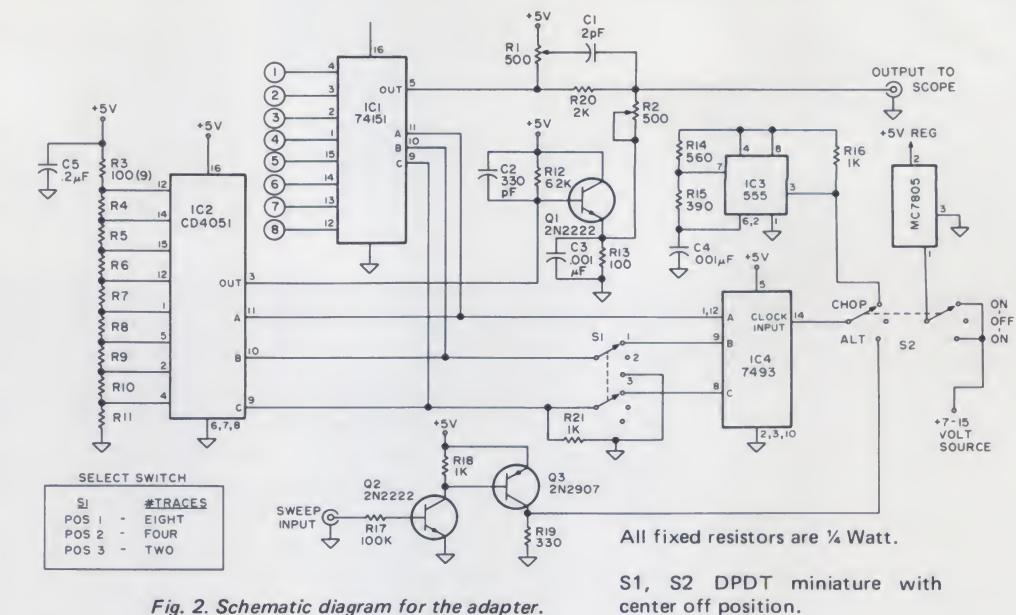 +5V
C5
.2µF
R3
100(9)
R4
R5
R6
R7
R8
R9
R10
R11
12
14
15
12
1
5
2
4
+5V
16
IC2
CD4051
OUT
3
A
11
B
10
C
9
6,7,8
16
1
2
3
4
5
6
7
8
4
3
2
1
15
14
13
12
IC1
74151
OUT
5
A
11
B
10
C
9
+5V
R1
500
C1
2pF
R20
2K
R2
500
OUTPUT TO
SCOPE
+5V
C2
330
pF
R12
6.2K
Q1
2N2222
C3
.001
µF
R13
100
R14
560
R15
390
7
4
8
IC3
555
3
6,2
1
C4
.001µF
R16
1K
+5V REG
2
MC7805
3
1
+5V
5
1,12
A
CLOCK
INPUT
14
9
B
IC4
7493
8
C
2,3,10
CHOP
ALT
S2
ON
OFF
ON
+7-15
VOLT
SOURCE
S1
1
2
3
R21
1K
+5V
R18
1K
Q2
2N2222
Q3
2N2907
SWEEP
INPUT
R17
100K
R19
330
SELECT SWITCH
S1 #TRACES
POS 1 - EIGHT
POS 2 - FOUR
POS 3 - TWO
All fixed resistors are ¼ Watt.
S1, S2 DPDT miniature with
center off position.
Fig. 2. Schematic diagram for the adapter.